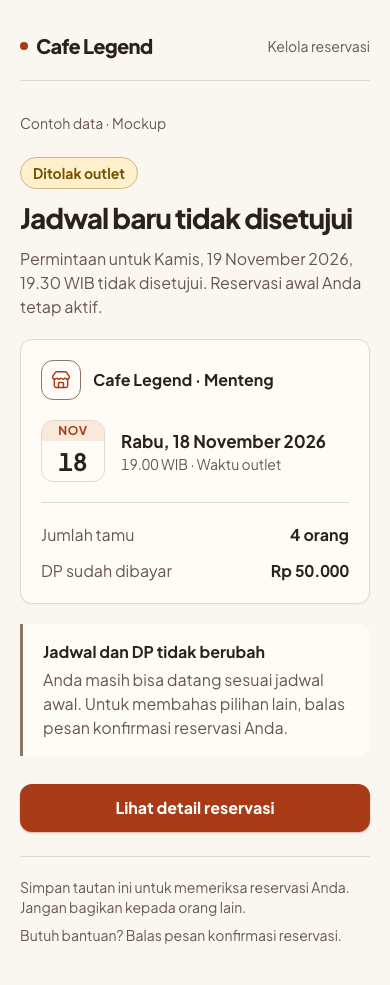 Cafe Legend
Kelola reservasi
Contoh data · Mockup
Ditolak outlet
Jadwal baru tidak disetujui
Permintaan untuk Kamis, 19 November 2026,
19.30 WIB tidak disetujui. Reservasi awal Anda
tetap aktif.
Cafe Legend · Menteng
NOV
18
Rabu, 18 November 2026
19.00 WIB · Waktu outlet
Jumlah tamu
4 orang
DP sudah dibayar
Rp 50.000
Jadwal dan DP tidak berubah
Anda masih bisa datang sesuai jadwal
awal. Untuk membahas pilihan lain, balas
pesan konfirmasi reservasi Anda.
Lihat detail reservasi
Simpan tautan ini untuk memeriksa reservasi Anda.
Jangan bagikan kepada orang lain.
Butuh bantuan? Balas pesan konfirmasi reservasi.